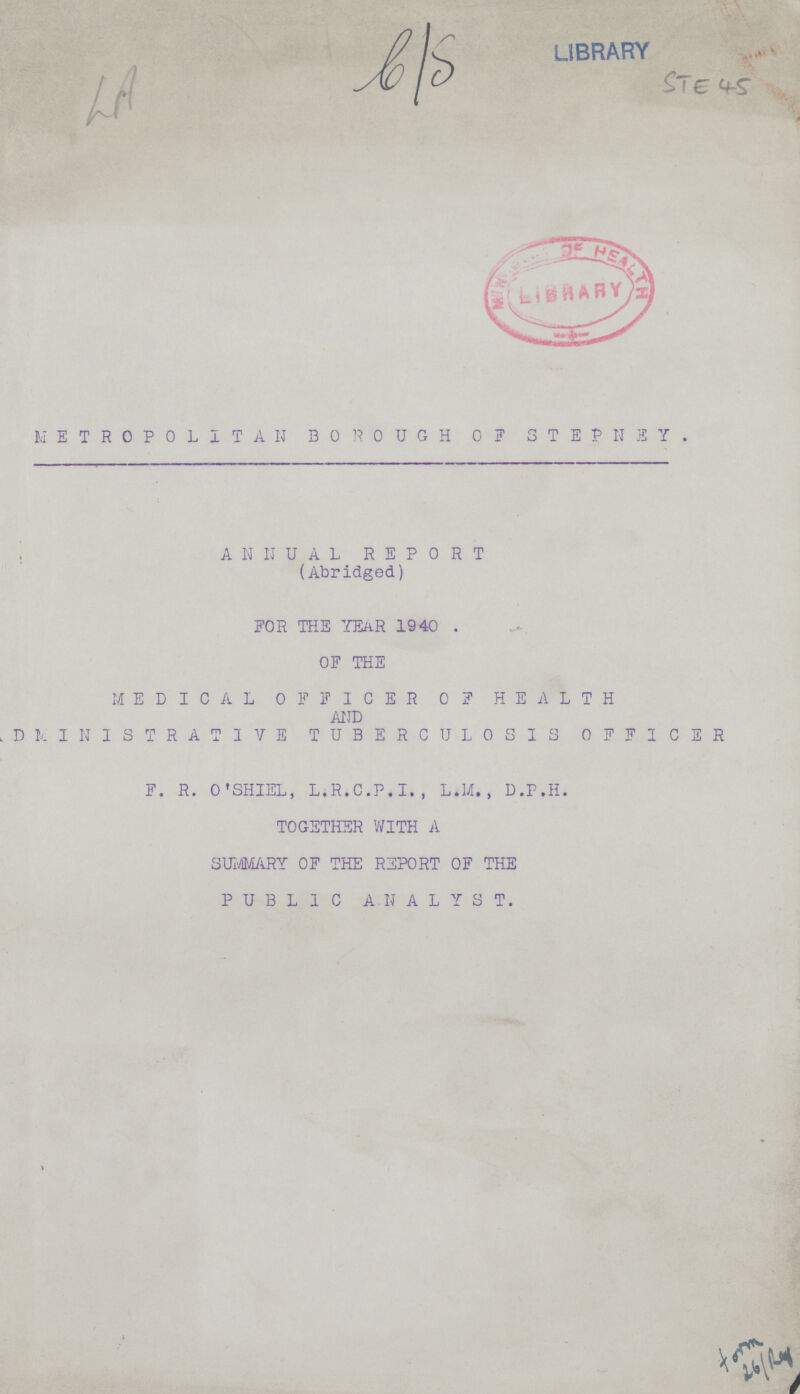 LA
6/S
LIBRARY
STE 45
OF HEALTH
LIBRARY
METROPOLITAN BOROUGH OF STEPNEY.
ANNUAL REPORT
(Abridged)
FOR THE YEAR 1940 .
OF THE
MEDICAL OFFICER OF HEALTH
AND
DMINISTRATIVE TUBERCULOSIS OFFICER
F. R. O'SHIEL, L.R.C.P.I., L.M., D.P.H.
TOGETHER WITH A
SUMMARY OF THE REPORT OF THE
PUBLIC ANALYST.